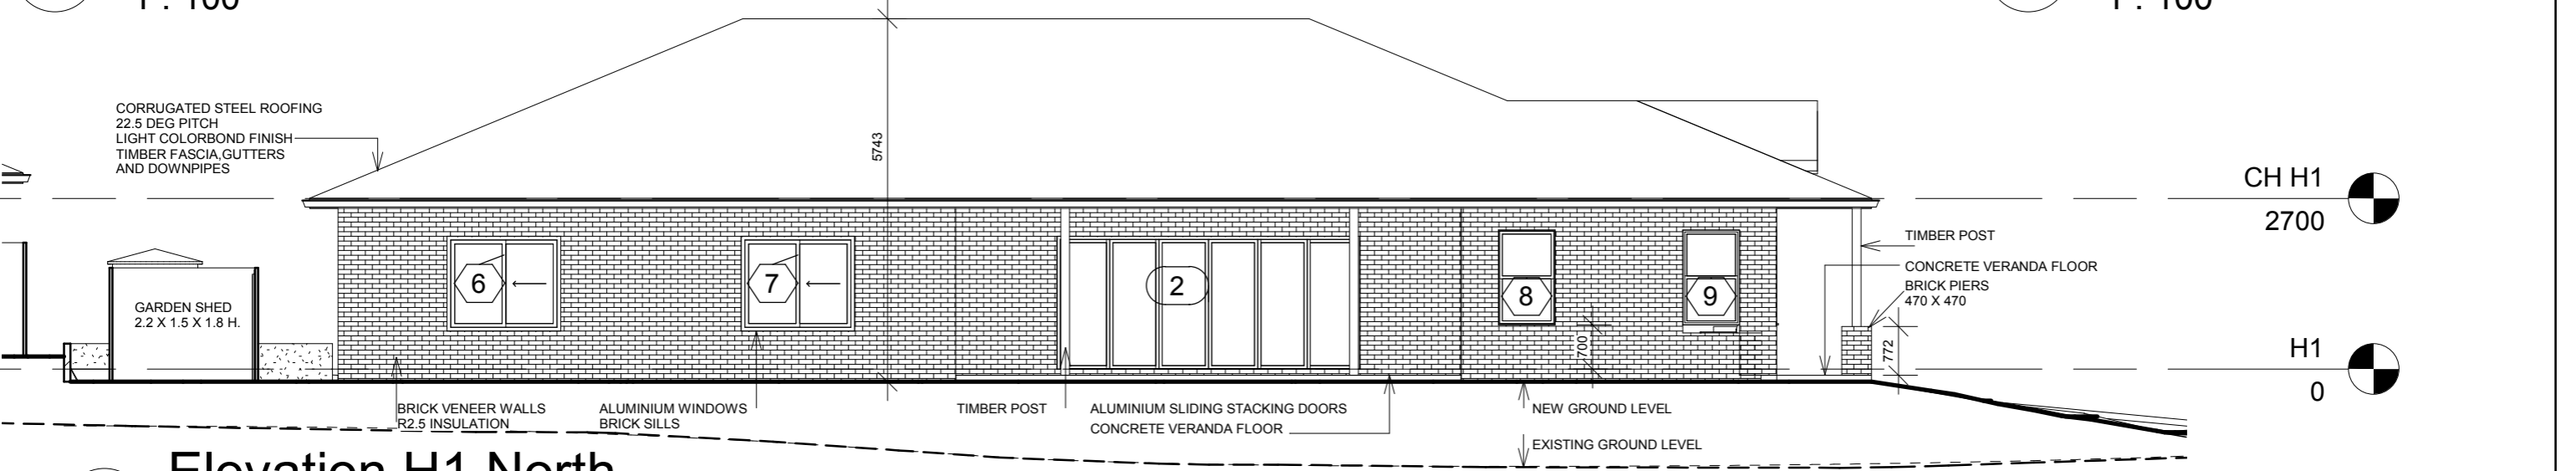 1 : 100
1 : 100
CORRUGATED STEEL ROOFING
22.5 DEG PITCH
LIGHT COLORBOND FINISH
TIMBER FASCIA,GUTTERS
AND DOWNPIPES
5743
CH H1
2700
TIMBER POST
CONCRETE VERANDA FLOOR
BRICK PIERS
470 X 470
GARDEN SHED
2.2 X 1.5 X 1.8 H.
6
7
2
8
9
700
772
H1
0
BRICK VENEER WALLS
R2.5 INSULATION
ALUMINIUM WINDOWS
BRICK SILLS
TIMBER POST
ALUMINIUM SLIDING STACKING DOORS
CONCRETE VERANDA FLOOR
NEW GROUND LEVEL
EXISTING GROUND LEVEL
Elevation H1 North